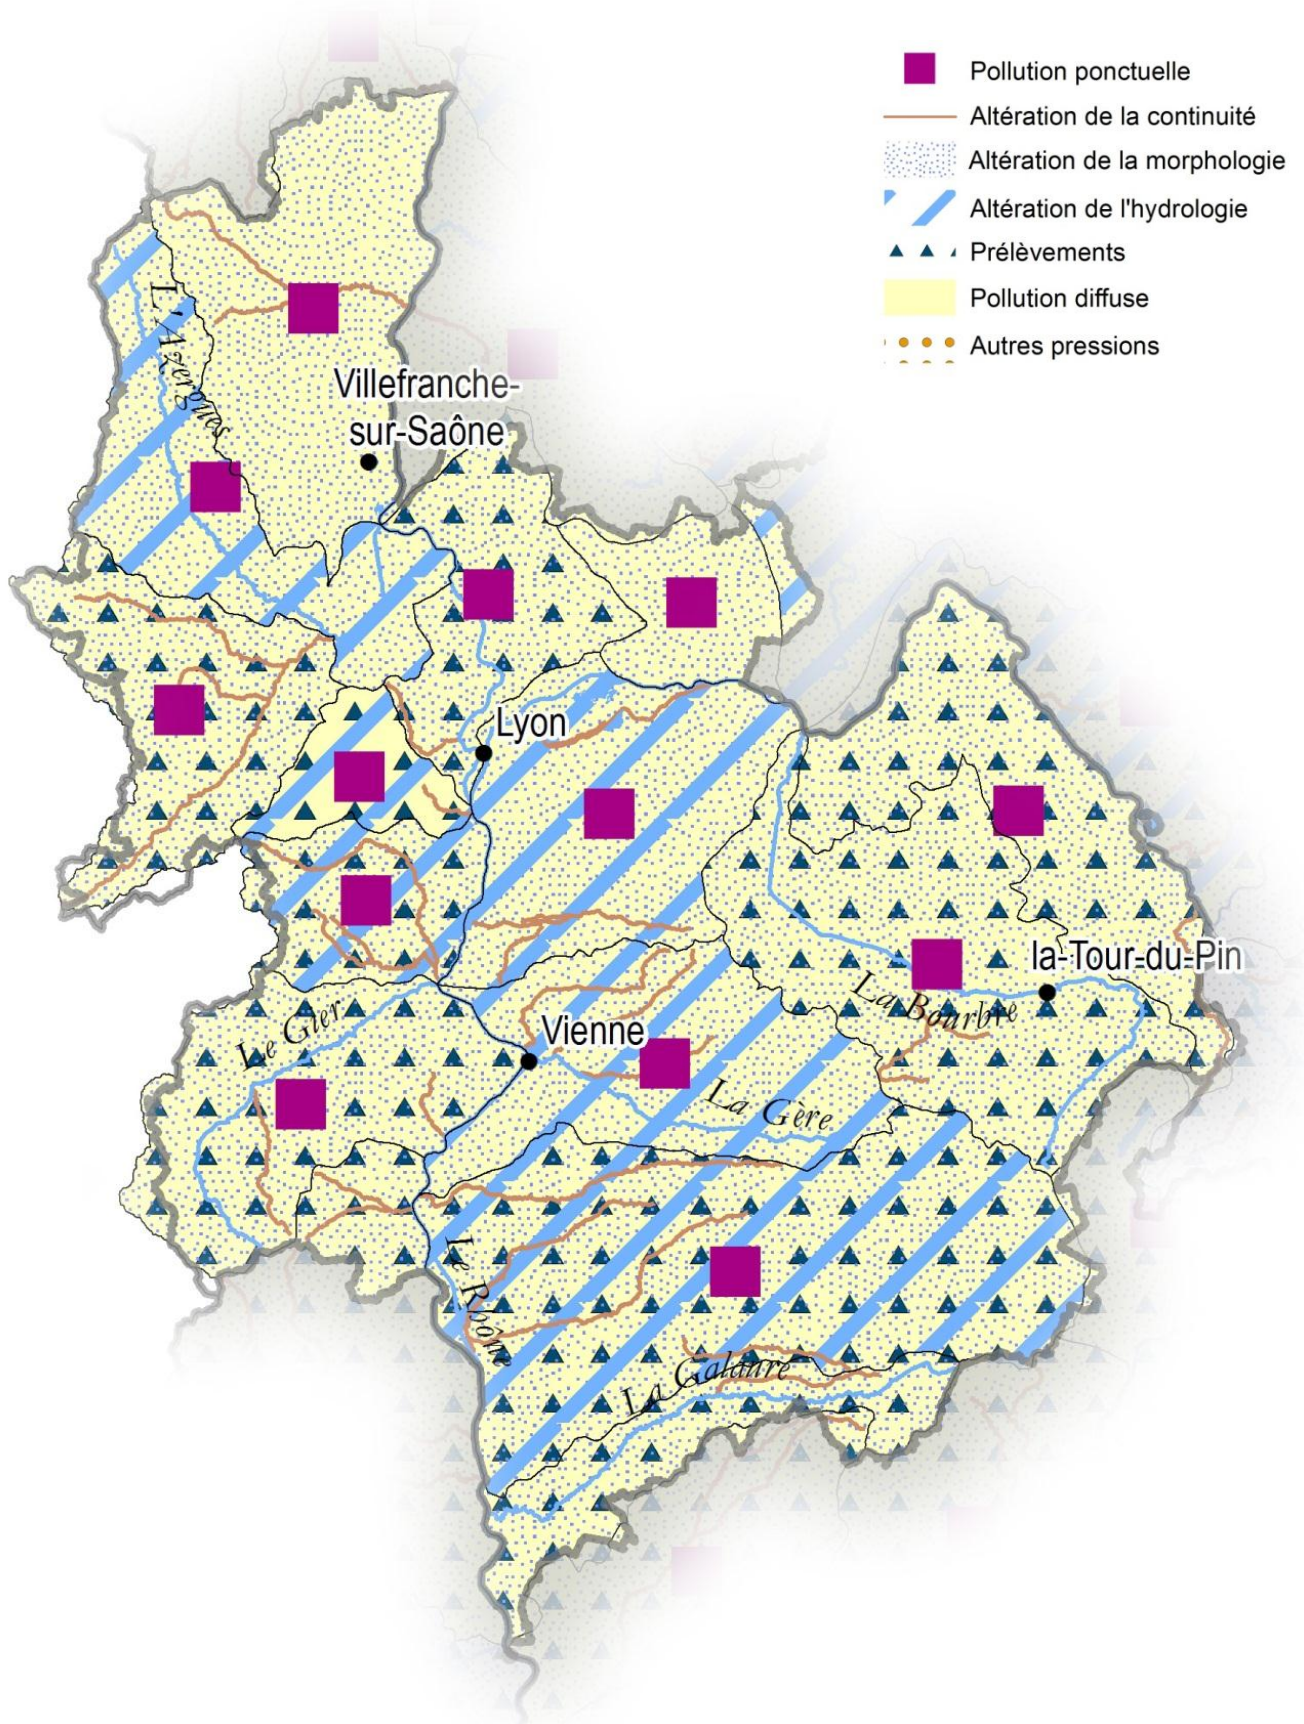 Pollution ponctuelle
Altération de la continuité
Altération de la morphologie
Altération de l'hydrologie
Prélèvements
Pollution diffuse
Autres pressions
L'Azergues
Villefranche-
sur-Saône
Lyon
la-Tour-du-Pin
La Bourbre
Le Gier
Vienne
La Gère
Le Rhône
La Galaure